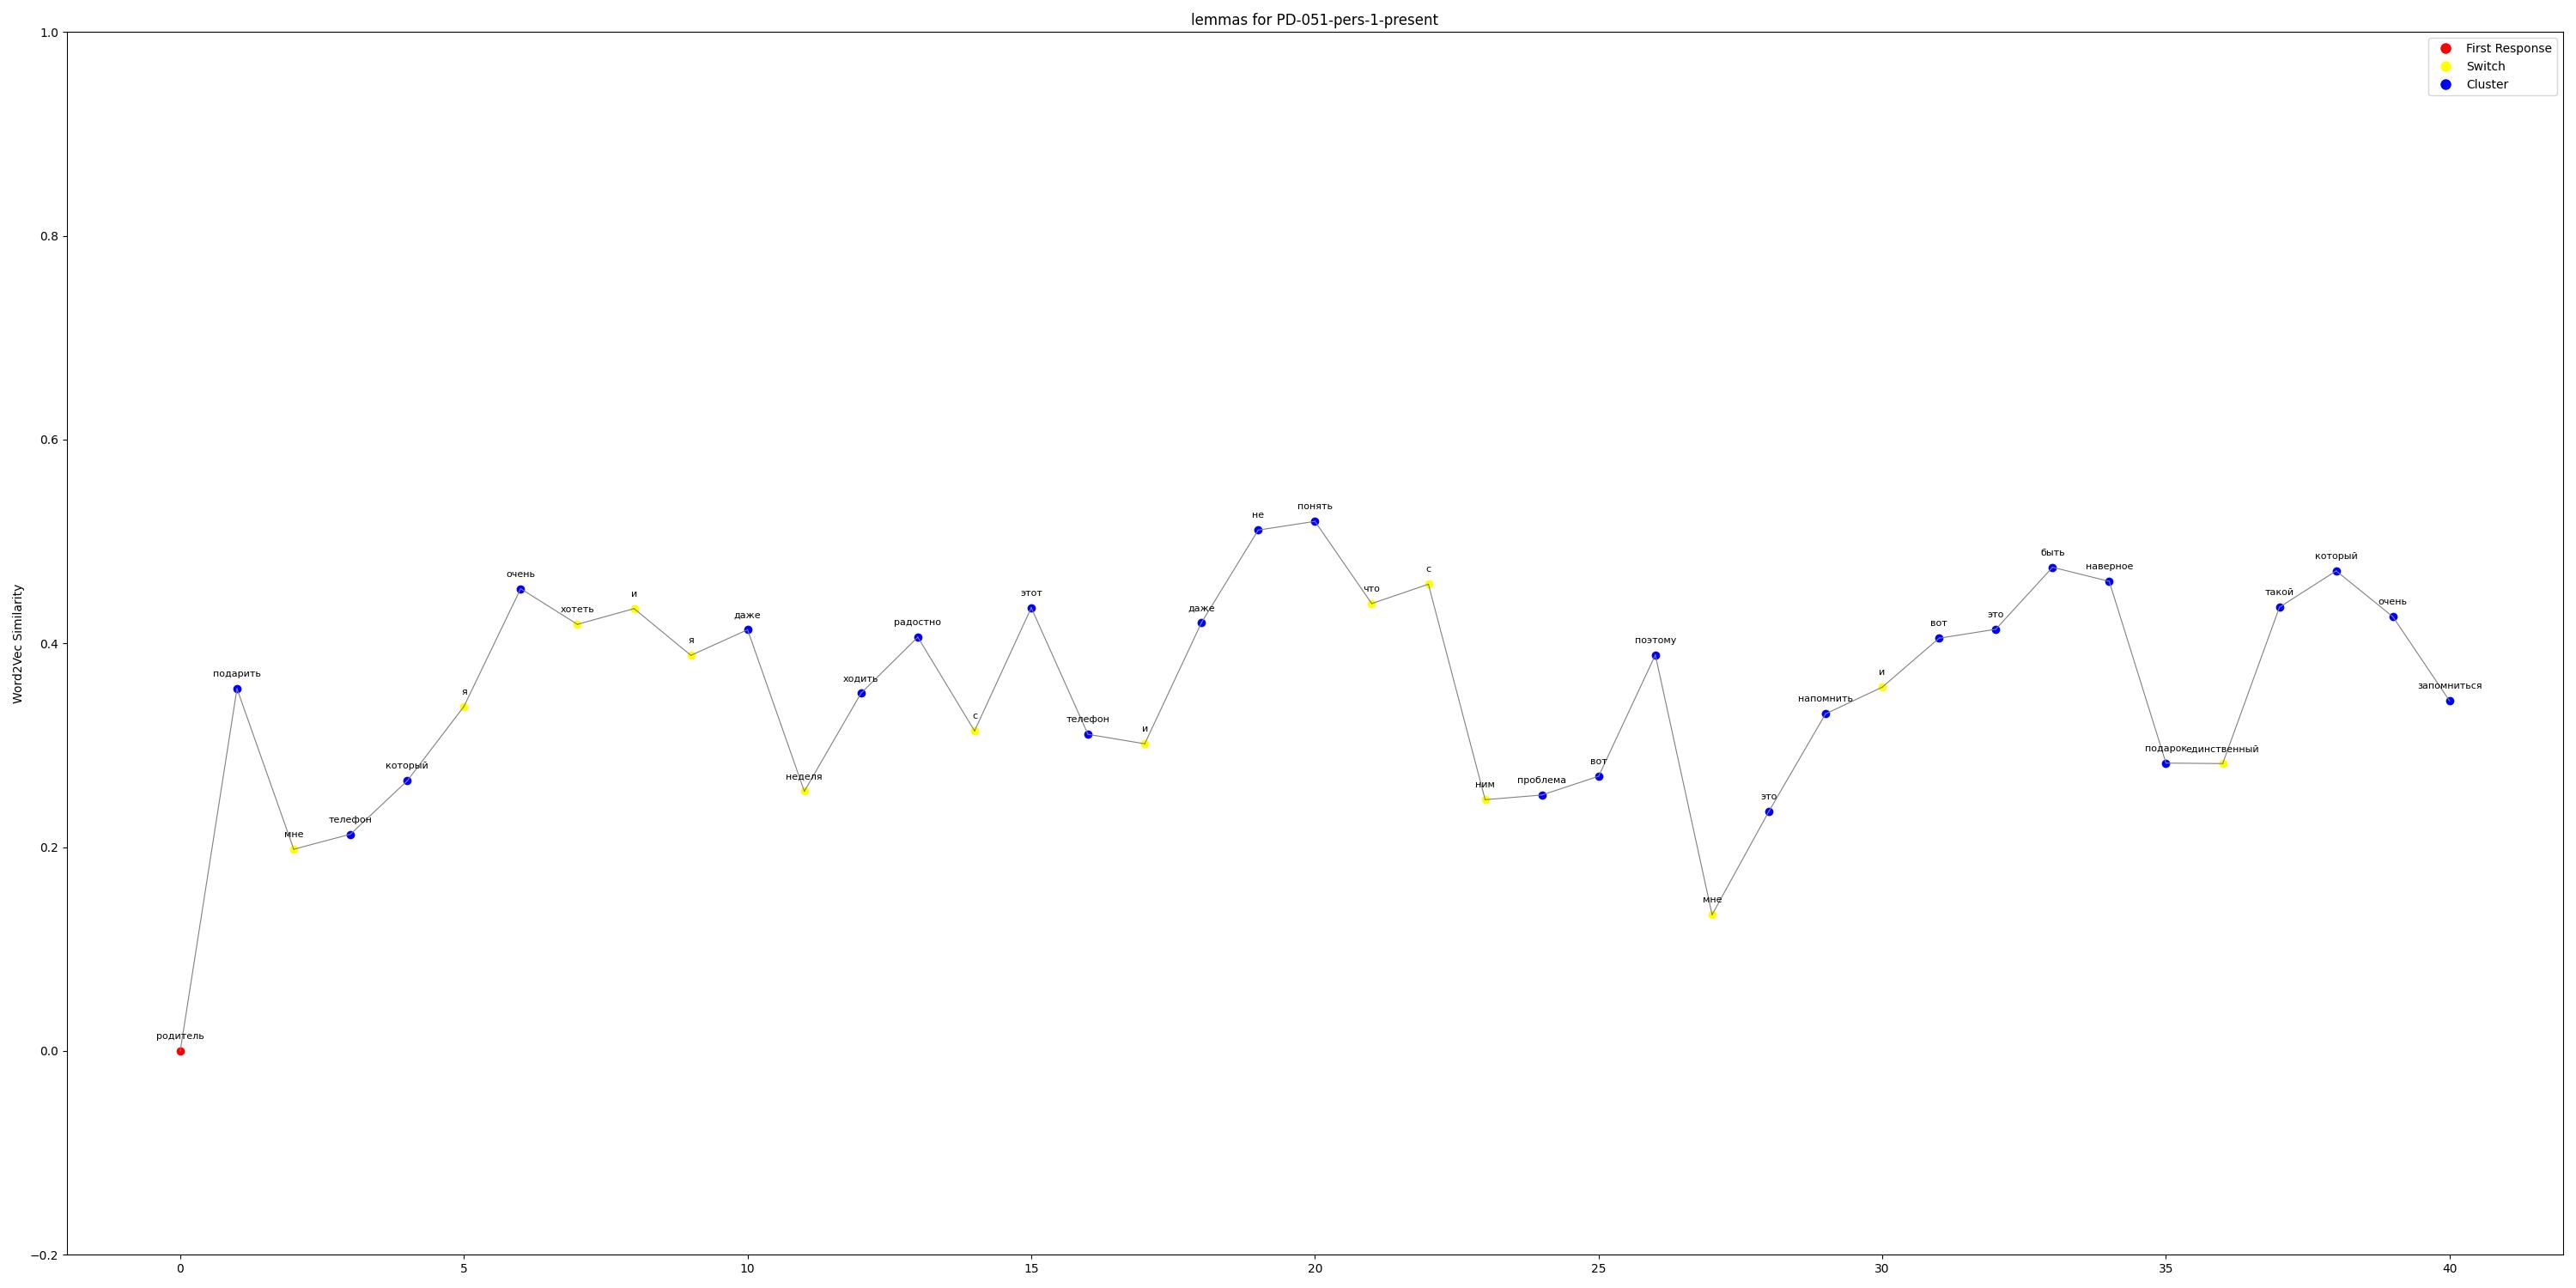 lemmas for PD-051-pers-1-present
First Response
Switch
Cluster
Word2Vec Similarity
1.0
0.8
0.6
0.4
0.2
0.0
−0.2
родитель
подарить
мне
телефон
который
я
очень
хотеть
и
я
даже
неделя
ходить
радостно
с
этот
телефон
и
даже
не
понять
что
с
ним
проблема
вот
поэтому
мне
это
напомнить
и
вот
это
быть
наверное
подарок
единственный
такой
который
очень
запомниться
0 5 10 15 20 25 30 35 40